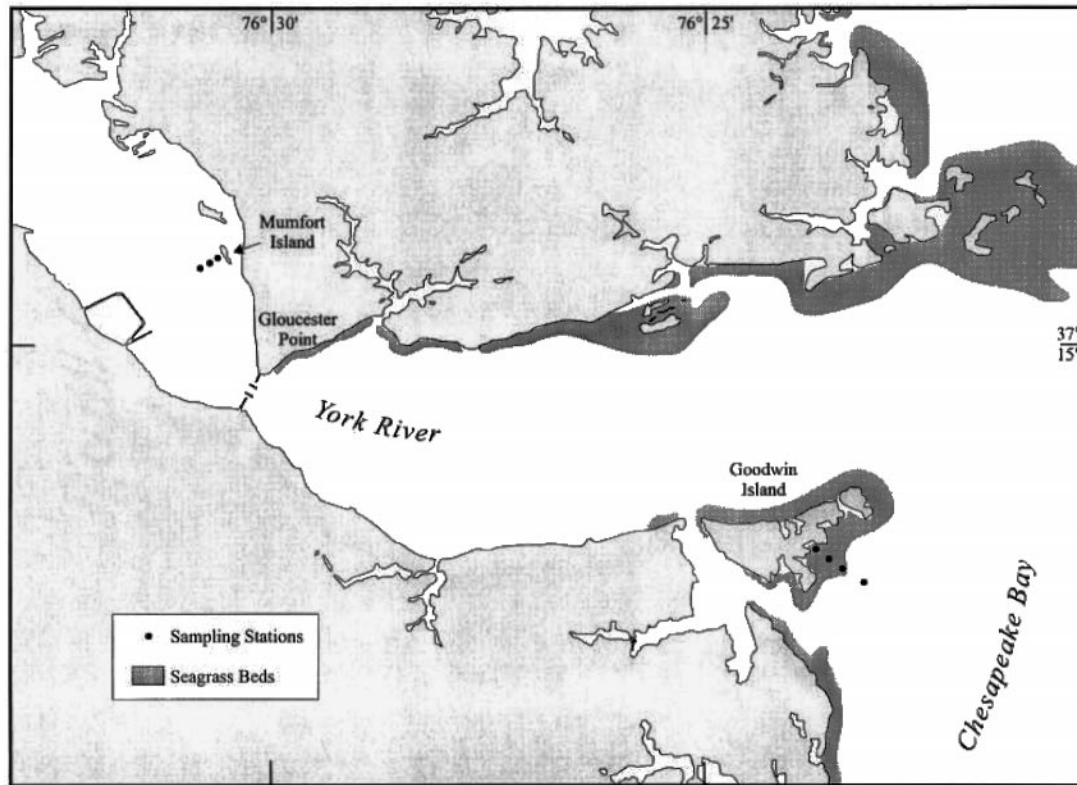 76° 30'
76° 25'
Mumfort
Island
Gloucester
Point
37°
15'
York River
Goodwin
Island
Sampling Stations
Seagrass Beds
Chesapeake Bay